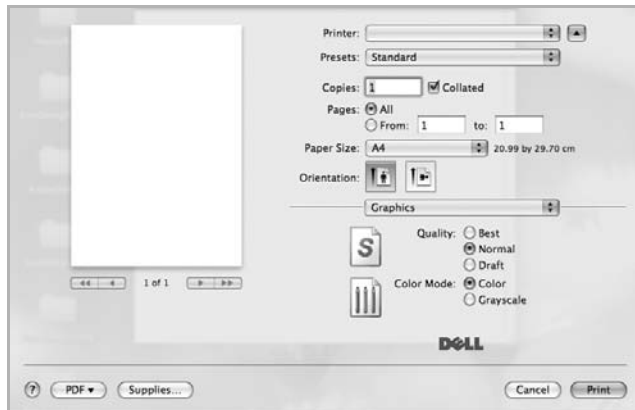 Printer:
Presets: Standard
Copies: 1 Collated
Pages: All
From: 1 to: 1
Paper Size: A4 20.99 by 29.70 cm
Orientation:
Graphics
S
Quality: Best
Normal
Draft
Color Mode: Color
Grayscale
1 of 1
DELL
? PDF Supplies... Cancel Print